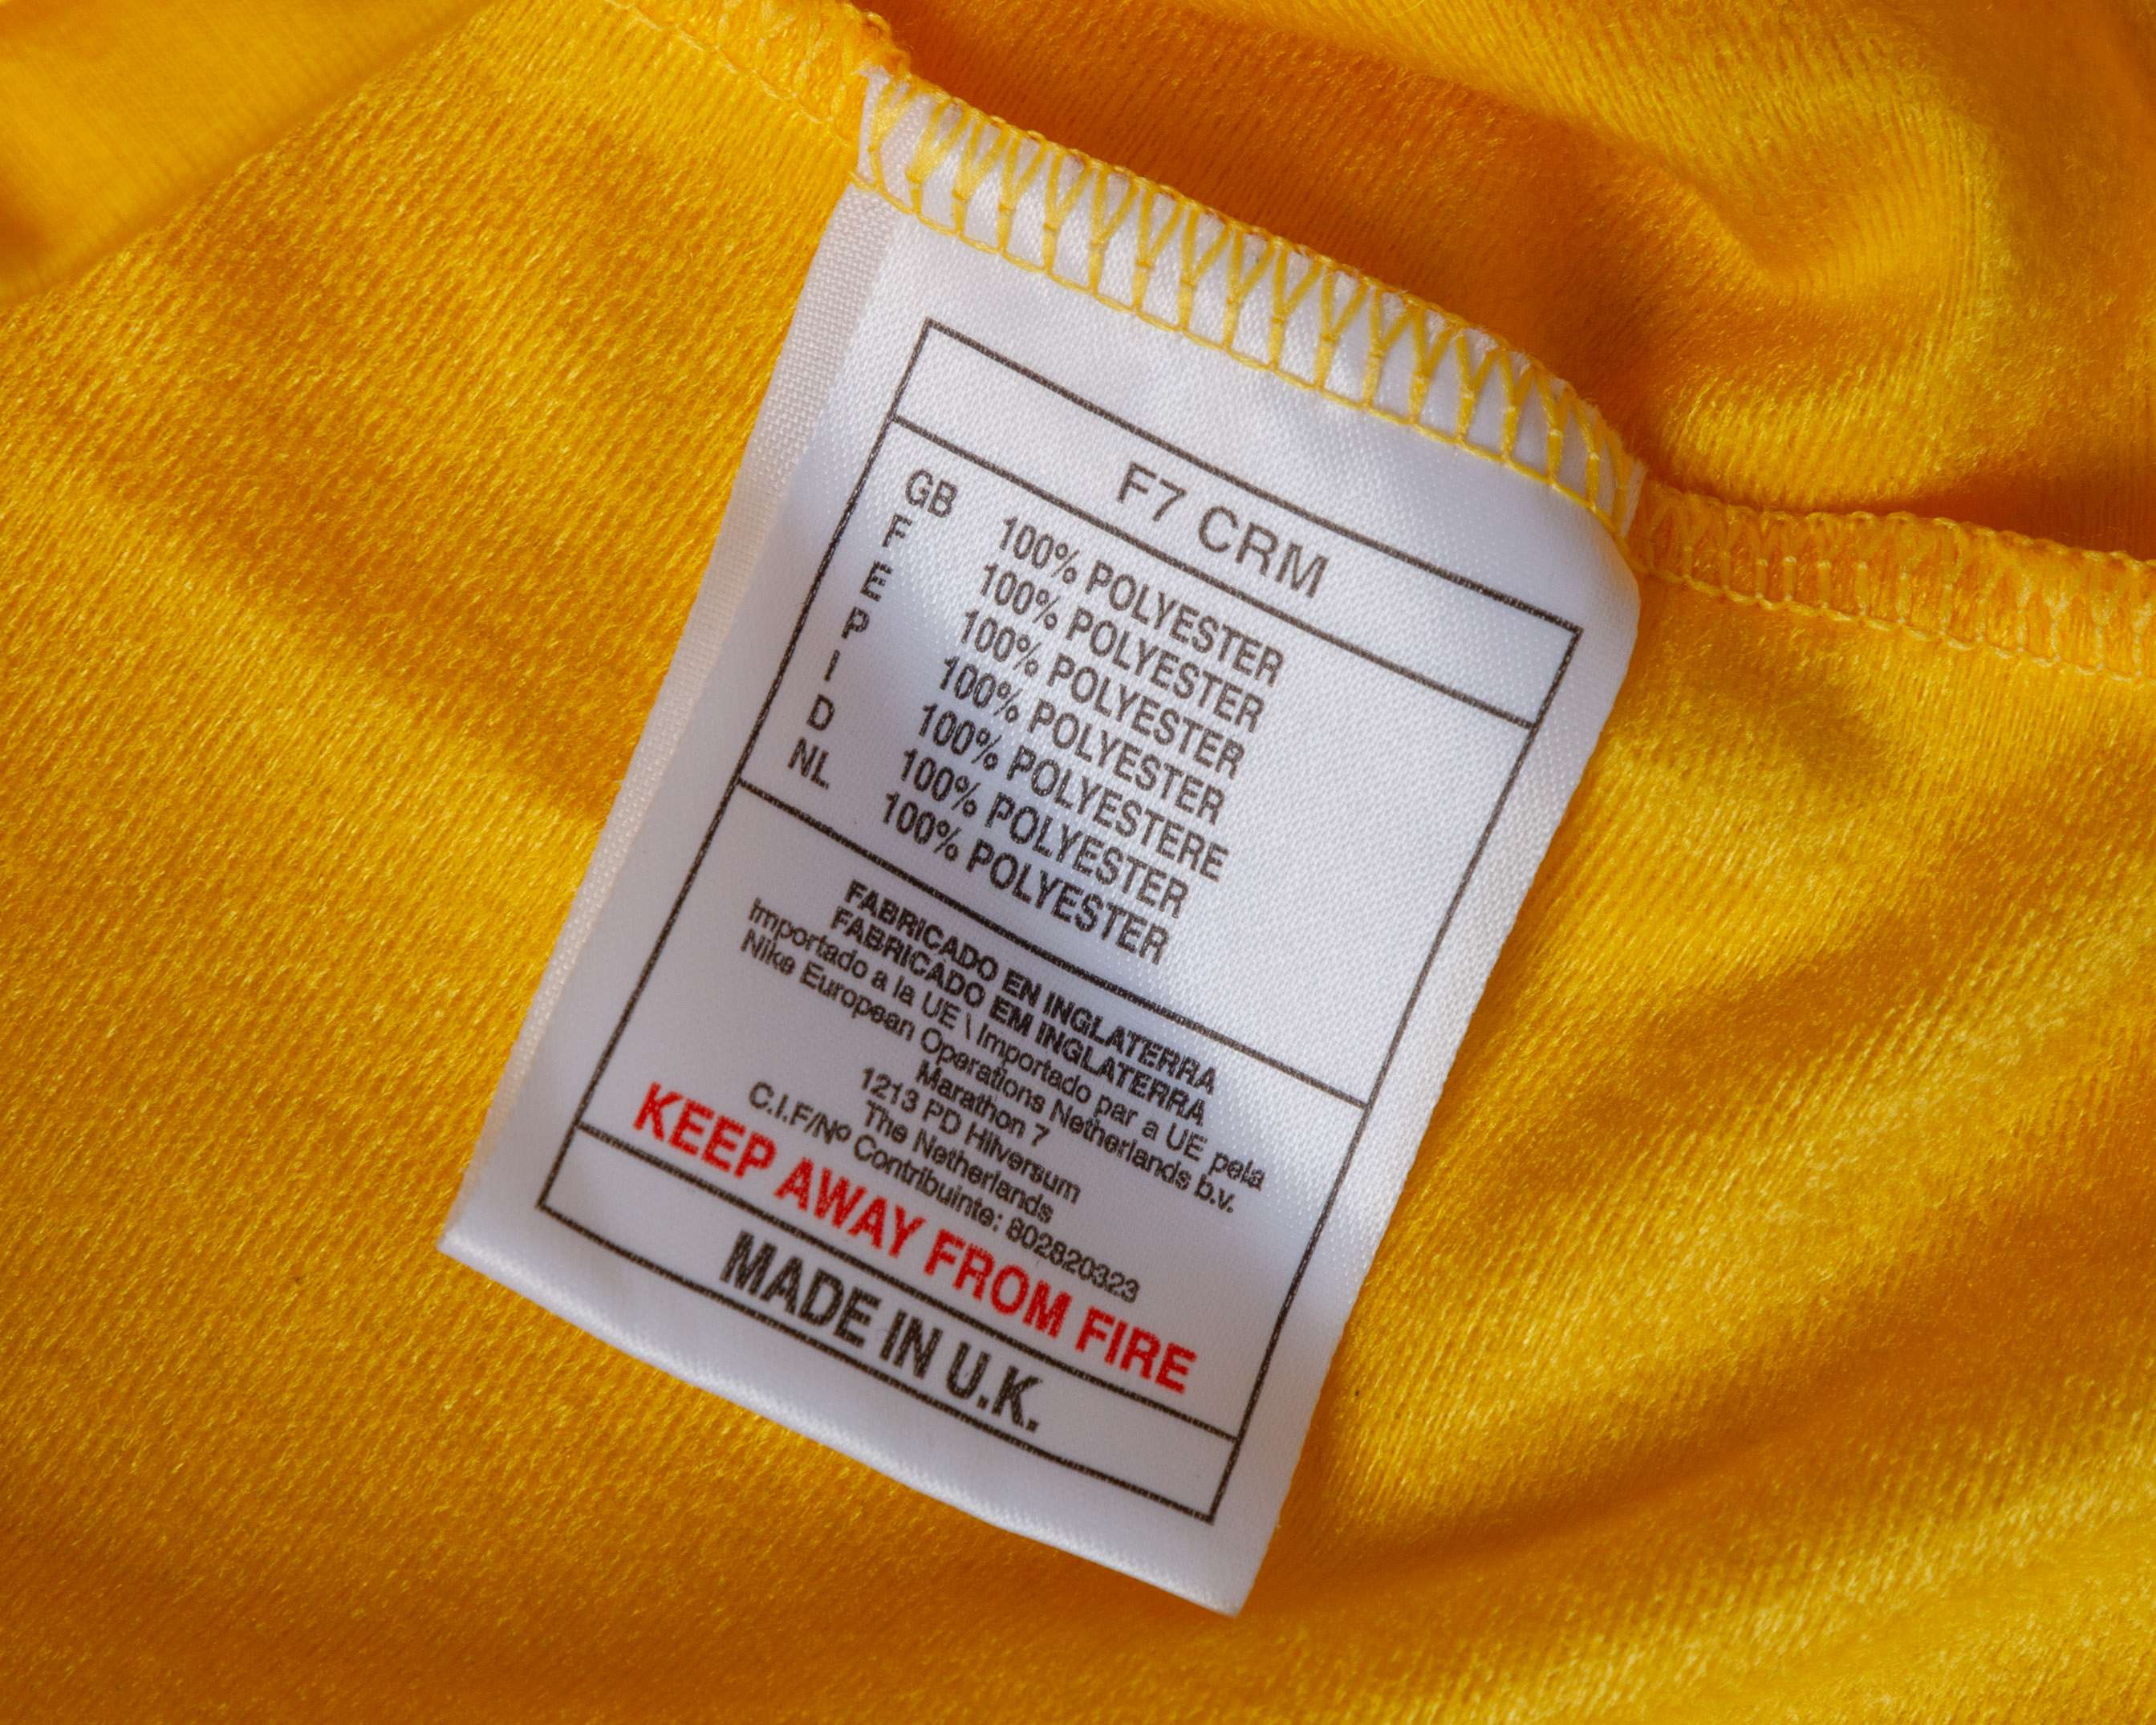 F7 CRM
GB 100% POLYESTER
F 100% POLYESTER
E 100% POLYESTER
P 100% POLYESTER
I 100% POLYESTERE
D 100% POLYESTER
NL 100% POLYESTER
FABRICADO EN INGLATERRA
FABRICADO EM INGLATERRA
Importado a la UE \ Importado par a UE pela
Nike European Operations Netherlands b.v.
Marathon 7
1213 PD Hilversum
The Netherlands
C.I.F/Nº Contribuinte: 802820323
KEEP AWAY FROM FIRE
MADE IN U.K.